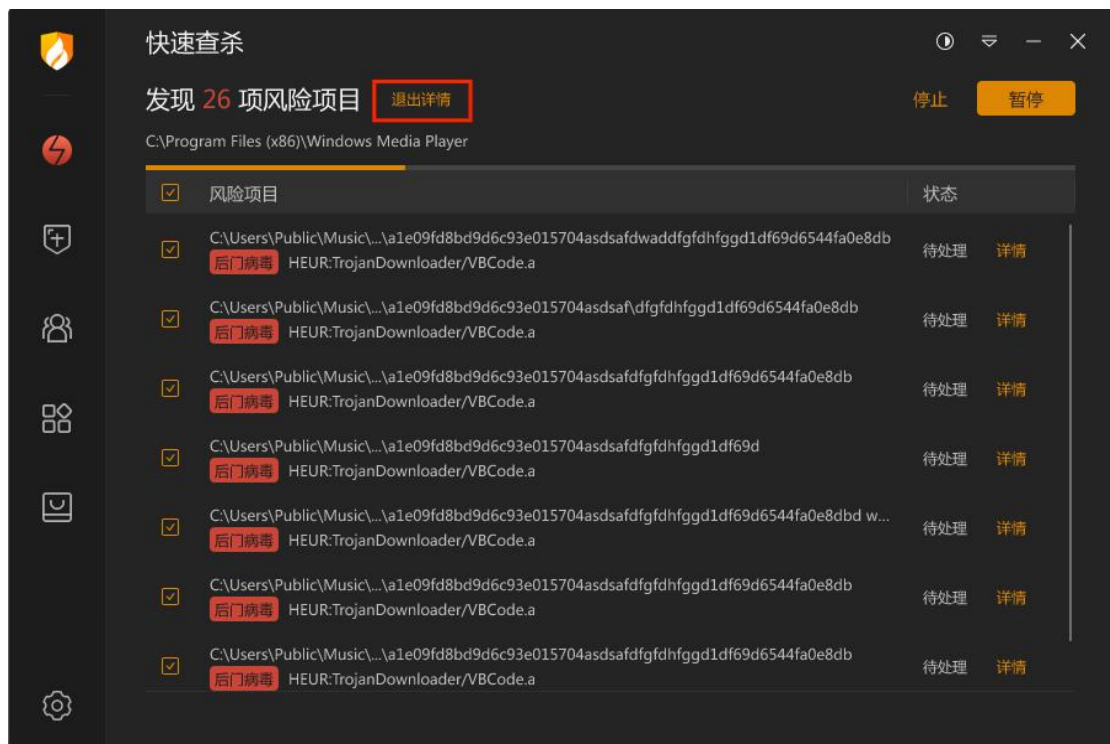 快速查杀
发现 26 项风险项目 退出详情 停止 暂停
C:\Program Files (x86)\Windows Media Player
风险项目 状态
C:\Users\Public\Music\...\a1e09fd8bd9d6c93e015704asdsafdwaddfgfdhfggd1df69d6544fa0e8db
后门病毒 HEUR:TrojanDownloader/VBCode.a 待处理 详情
C:\Users\Public\Music\...\a1e09fd8bd9d6c93e015704asdsaf\dfgfdhfggd1df69d6544fa0e8db
后门病毒 HEUR:TrojanDownloader/VBCode.a 待处理 详情
C:\Users\Public\Music\...\a1e09fd8bd9d6c93e015704asdsafdfgfdhfggd1df69d6544fa0e8db
后门病毒 HEUR:TrojanDownloader/VBCode.a 待处理 详情
C:\Users\Public\Music\...\a1e09fd8bd9d6c93e015704asdsafdfgfdhfggd1df69d
后门病毒 HEUR:TrojanDownloader/VBCode.a 待处理 详情
C:\Users\Public\Music\...\a1e09fd8bd9d6c93e015704asdsafdfgfdhfggd1df69d6544fa0e8dbd w...
后门病毒 HEUR:TrojanDownloader/VBCode.a 待处理 详情
C:\Users\Public\Music\...\a1e09fd8bd9d6c93e015704asdsafdfgfdhfggd1df69d6544fa0e8db
后门病毒 HEUR:TrojanDownloader/VBCode.a 待处理 详情
C:\Users\Public\Music\...\a1e09fd8bd9d6c93e015704asdsafdfgfdhfggd1df69d6544fa0e8db
后门病毒 HEUR:TrojanDownloader/VBCode.a 待处理 详情